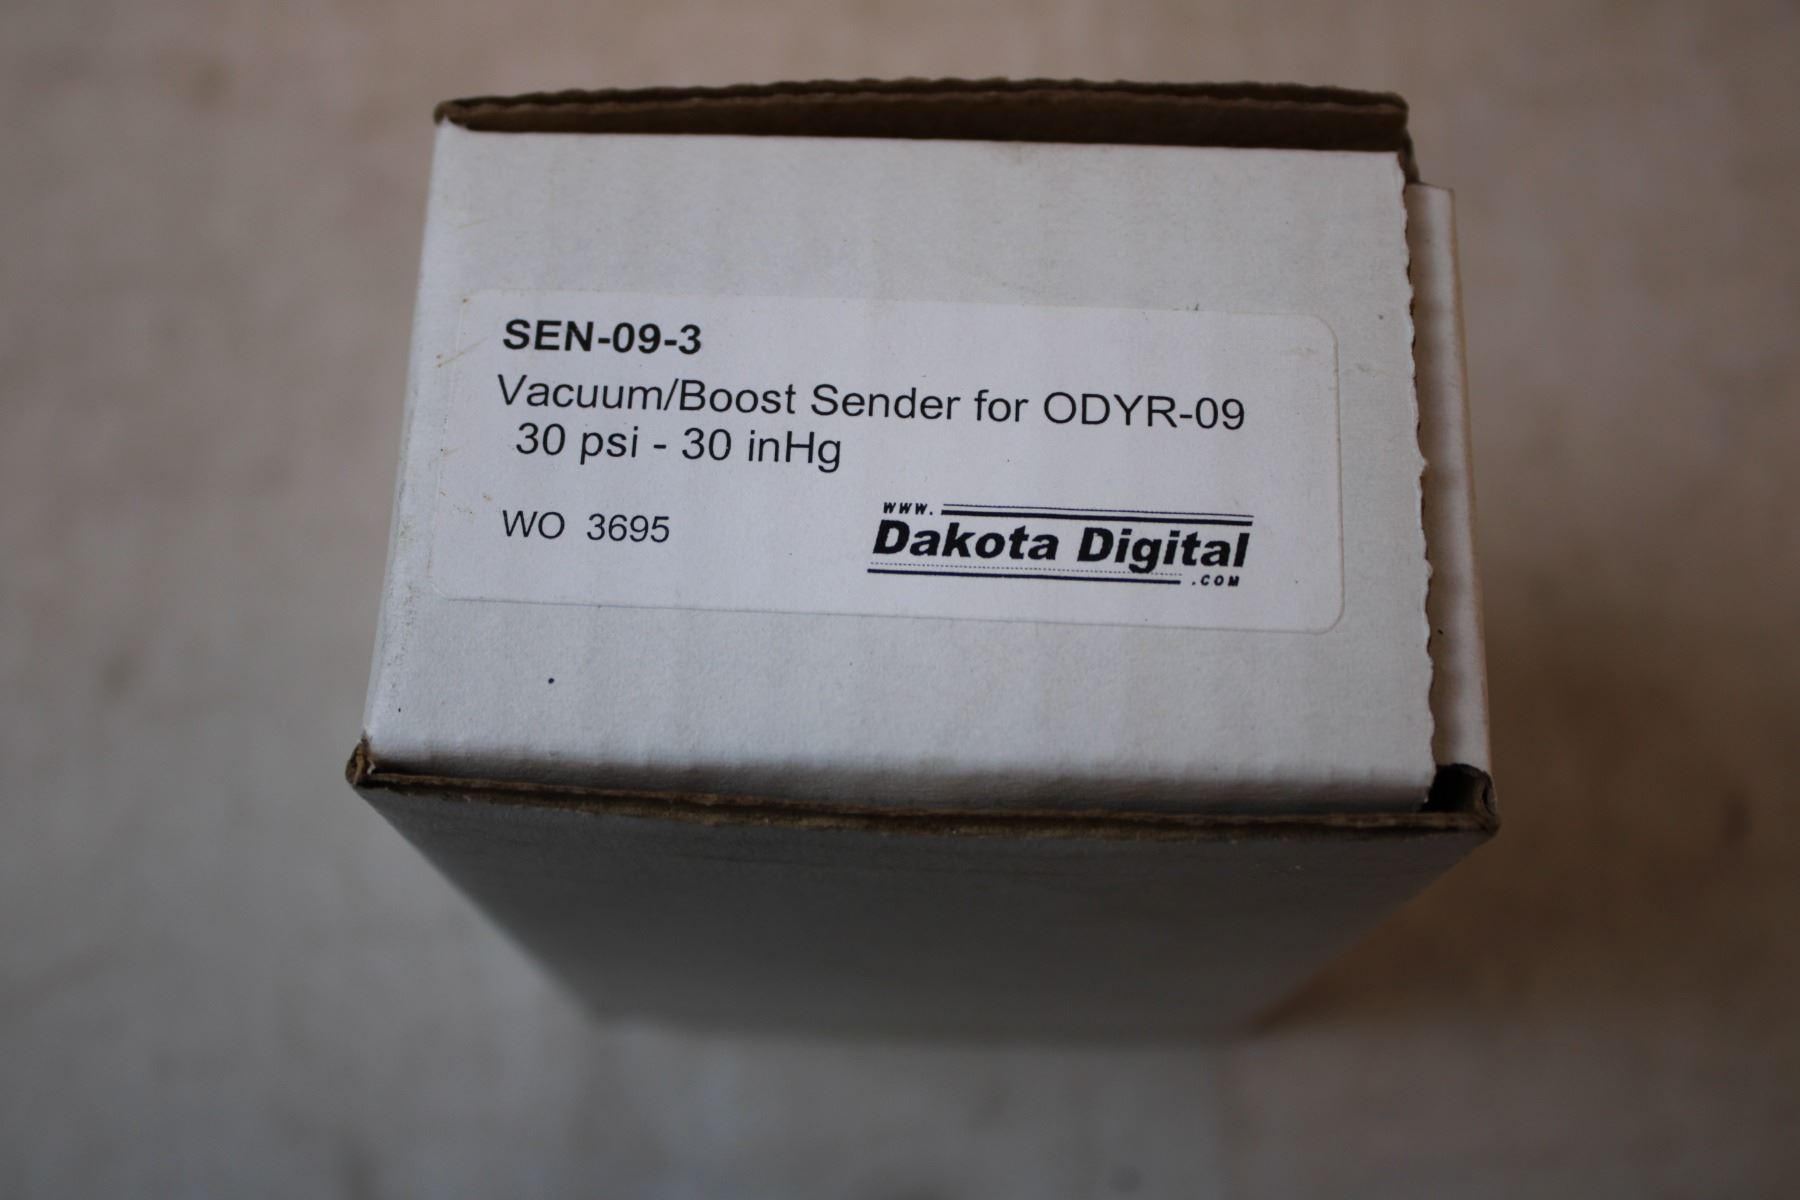 SEN-09-3
Vacuum/Boost Sender for ODYR-09
30 psi - 30 inHg
WO 3695
www.
Dakota Digital
.COM